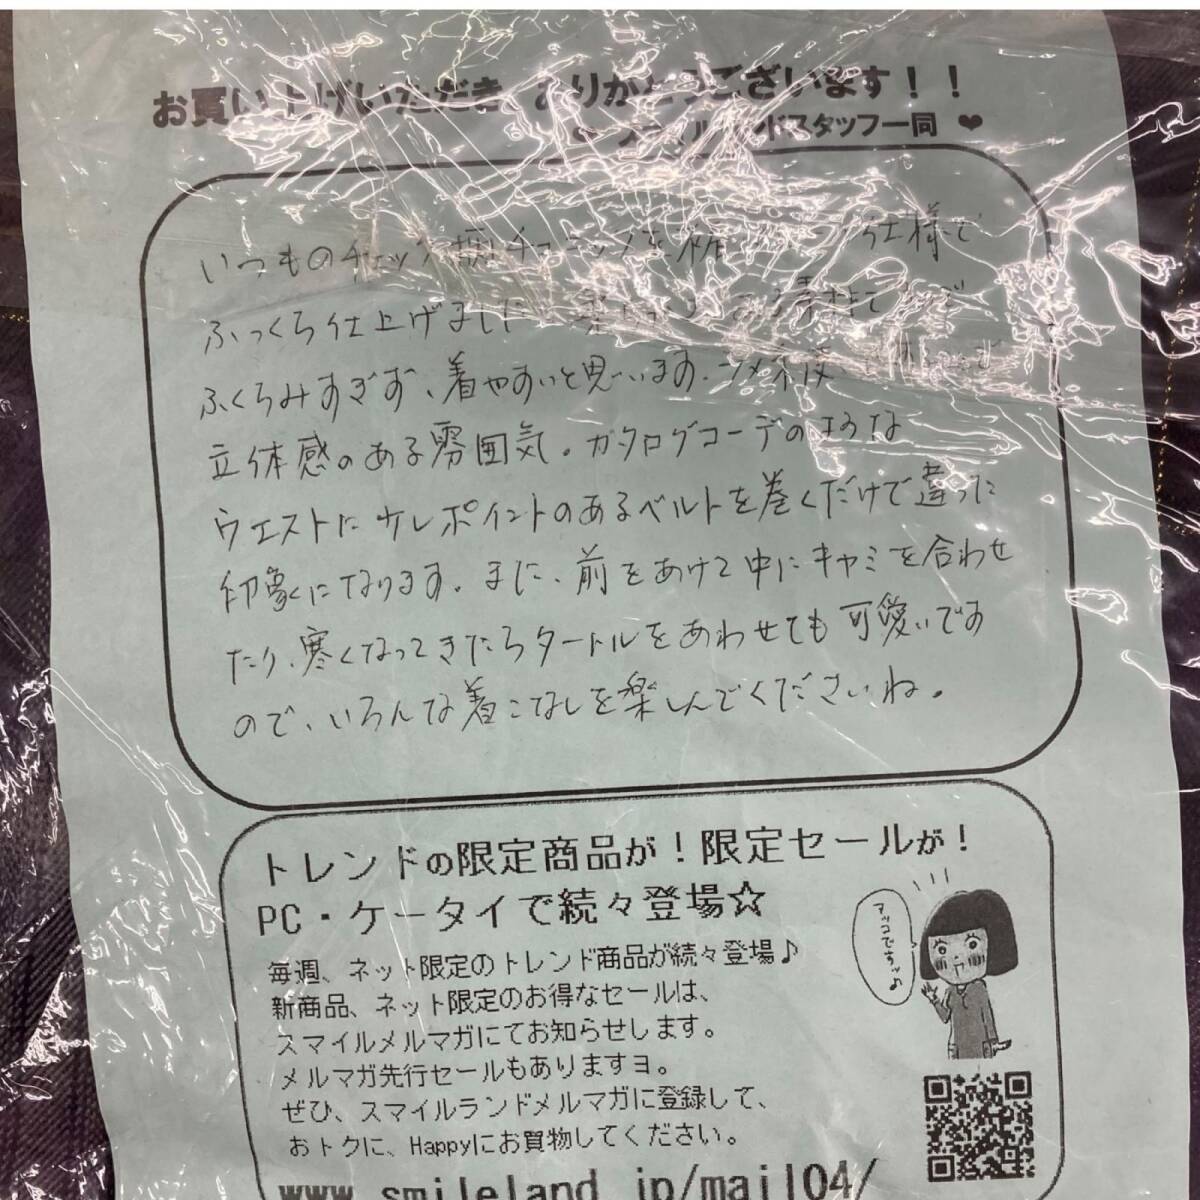 お買い上げいただき ありがとうございます！！
スタッフ一同 ❤
いつものチェック柄チュニックを 仕様で
ふっくら仕上げました
ふくらみすぎず、着やすいと思います。
立体感のある雰囲気。カタログコーデのような
ウエストにサシポイントのあるベルトを巻くだけで違った
印象になります。また、前をあけて中にキャミを合わせ
たり、寒くなってきたらタートルをあわせても可愛いです
ので、いろんな着こなしを楽しんでくださいね。
トレンドの限定商品が！限定セールが！
PC・ケータイで続々登場☆
マッコですッ♪
毎週、ネット限定のトレンド商品が続々登場♪
新商品、ネット限定のお得なセールは、
スマイルメルマガにてお知らせします。
メルマガ先行セールもありますヨ。
ぜひ、スマイルランドメルマガに登録して、
おトクに、Happyにお買物してください。
www.smileland.jp/mail04/